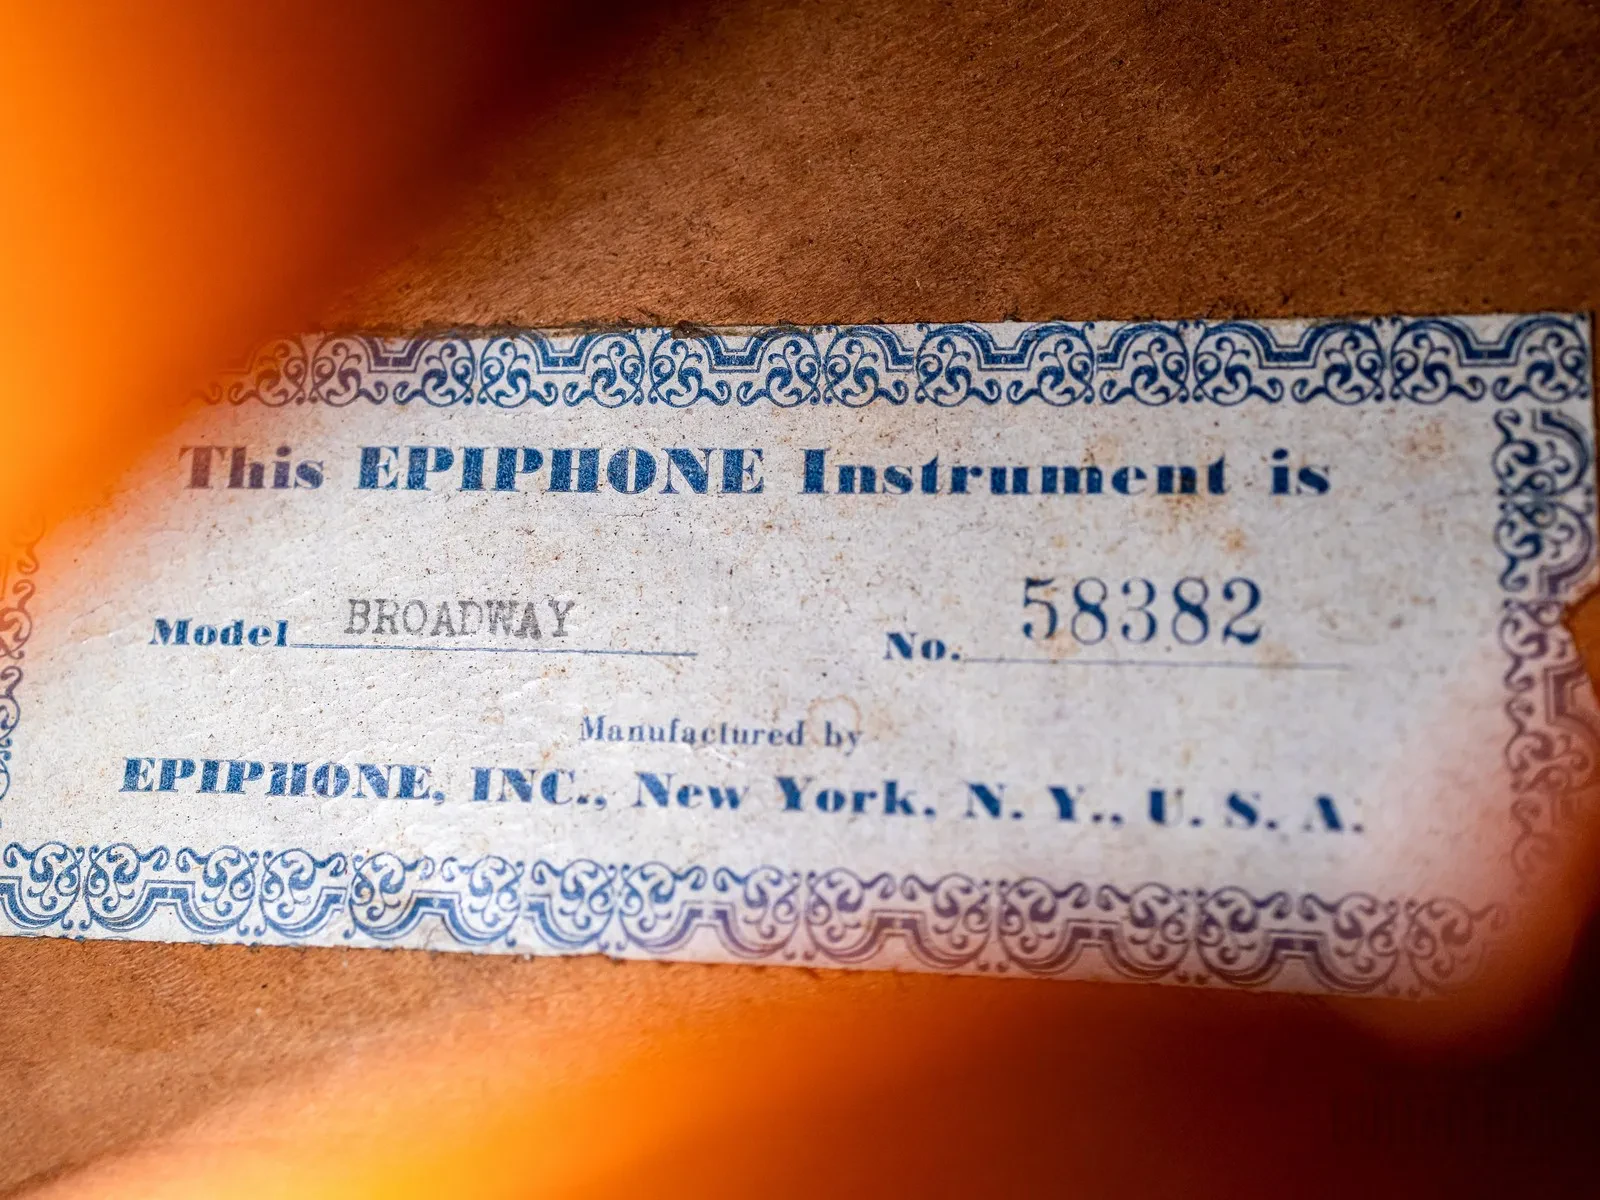 This EPIPHONE Instrument is
Model BROADWAY No. 58382
Manufactured by
EPIPHONE, INC., New York. N. Y., U. S. A.